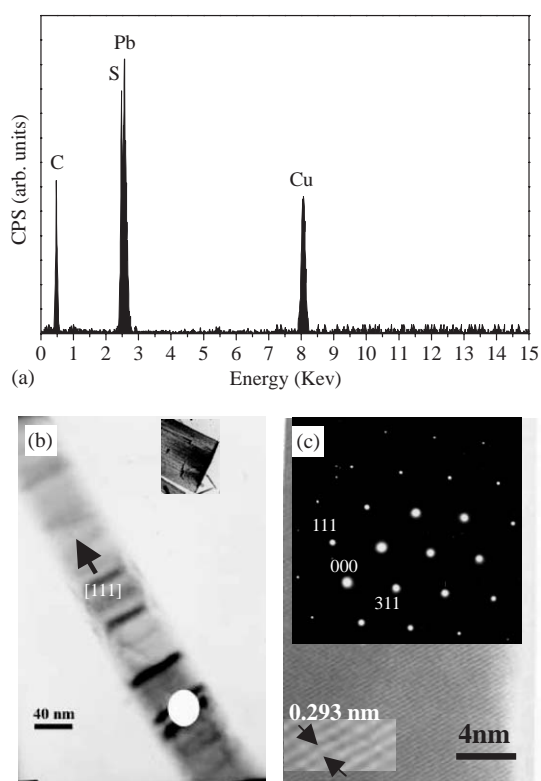 CPS (arb. units)
C
S
Pb
Cu
0 1 2 3 4 5 6 7 8 9 10 11 12 13 14 15
Energy (Kev)
(a)
(b)
[111]
40 nm
(c)
111
000
311
0.293 nm
4nm